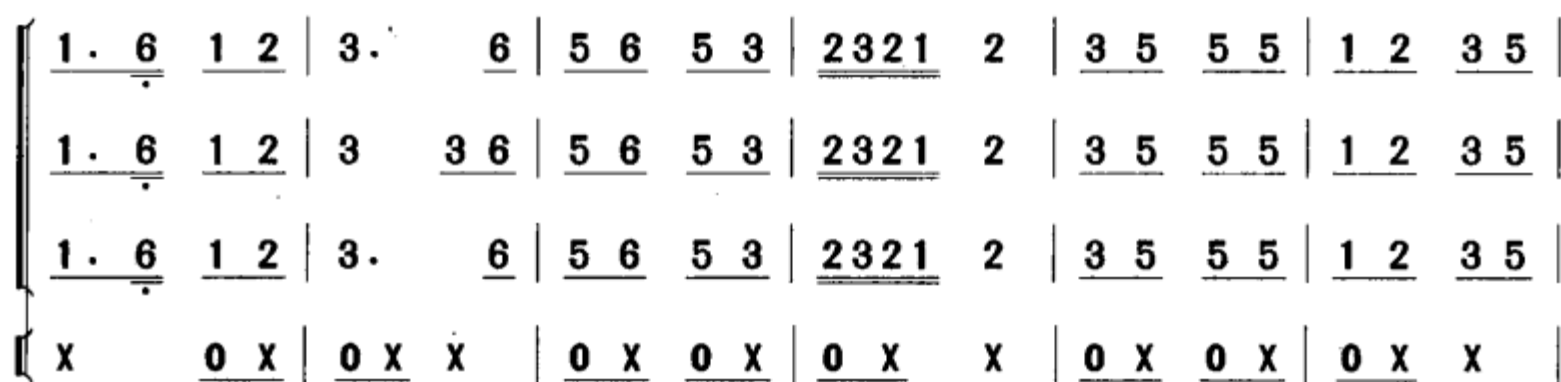 1. 6 1 2 | 3. 6 | 5 6 5 3 | 2321 2 | 3 5 5 5 | 1 2 3 5 |
1. 6 1 2 | 3 3 6 | 5 6 5 3 | 2321 2 | 3 5 5 5 | 1 2 3 5 |
1. 6 1 2 | 3. 6 | 5 6 5 3 | 2321 2 | 3 5 5 5 | 1 2 3 5 |
X 0 X | 0 X X | 0 X 0 X | 0 X X | 0 X 0 X | 0 X X |